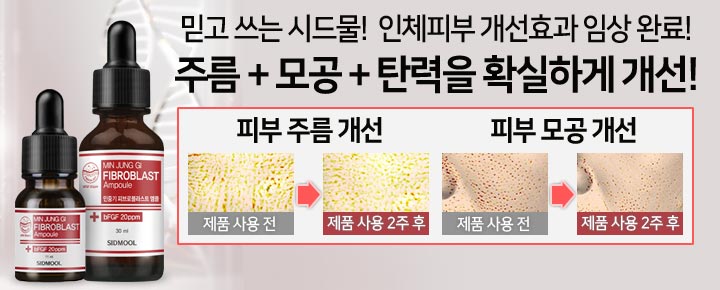 믿고 쓰는 시드물! 인체피부 개선효과 임상 완료!
주름 + 모공 + 탄력을 확실하게 개선!
피부 주름 개선
피부 모공 개선
제품 사용 전
제품 사용 2주 후
제품 사용 전
제품 사용 2주 후
MIN JUNG GI
FIBROBLAST
Ampoule
민중기 피브로블라스트 앰플
+ bFGF 20ppm
30 ml
SIDMOOL
MIN JUNG GI
FIBROBLAST
Ampoule
+ bFGF 20ppm
SIDMOOL